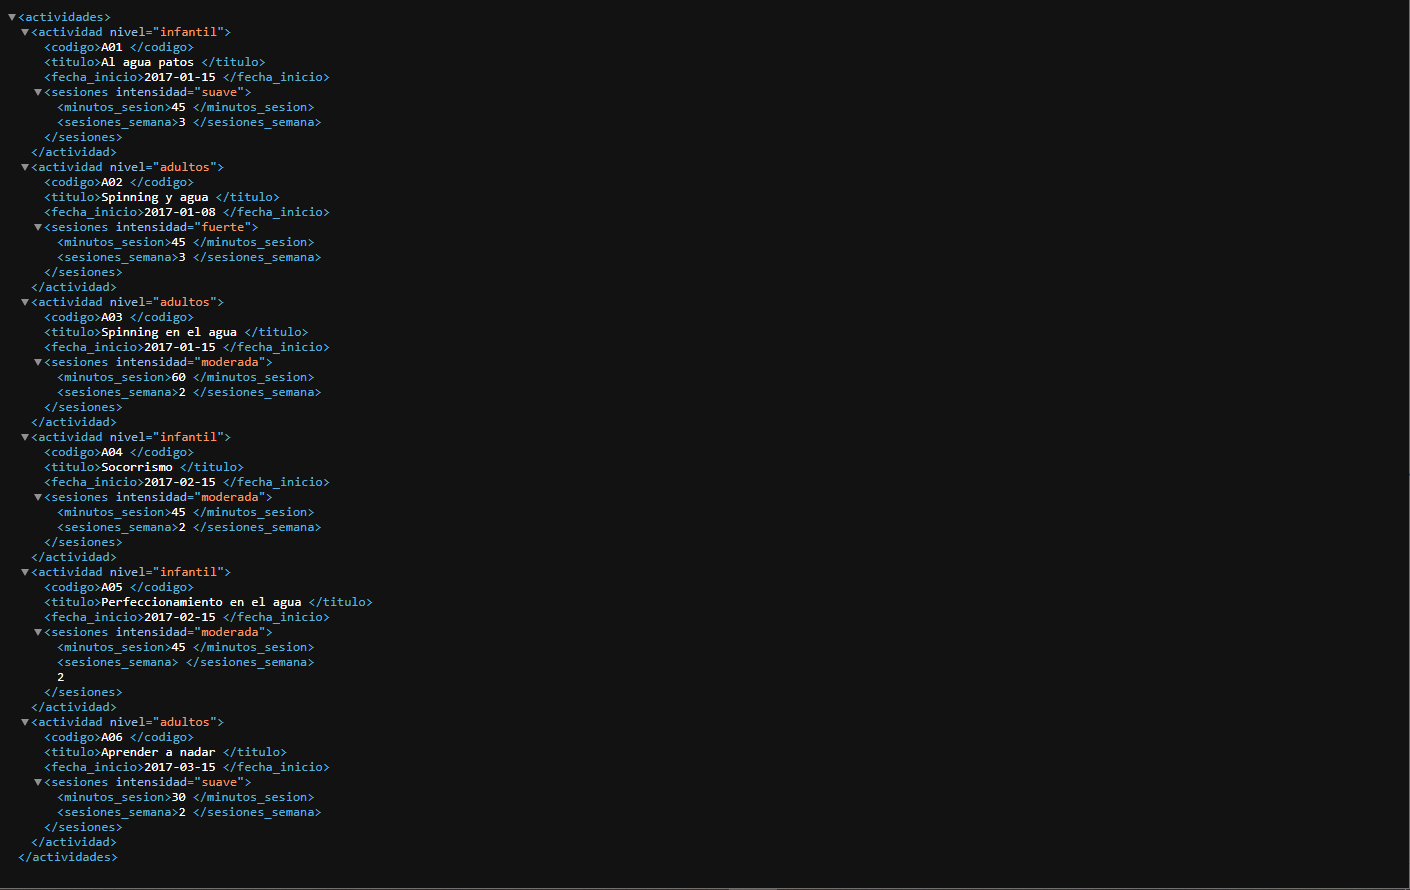 <actividades>
<actividad nivel="infantil">
<codigo>A01 </codigo>
<titulo>Al agua patos </titulo>
<fecha_inicio>2017-01-15 </fecha_inicio>
<sesiones intensidad="suave">
<minutos_sesion>45 </minutos_sesion>
<sesiones_semana>3 </sesiones_semana>
</sesiones>
</actividad>
<actividad nivel="adultos">
<codigo>A02 </codigo>
<titulo>Spinning y agua </titulo>
<fecha_inicio>2017-01-08 </fecha_inicio>
<sesiones intensidad="fuerte">
<minutos_sesion>45 </minutos_sesion>
<sesiones_semana>3 </sesiones_semana>
</sesiones>
</actividad>
<actividad nivel="adultos">
<codigo>A03 </codigo>
<titulo>Spinning en el agua </titulo>
<fecha_inicio>2017-01-15 </fecha_inicio>
<sesiones intensidad="moderada">
<minutos_sesion>60 </minutos_sesion>
<sesiones_semana>2 </sesiones_semana>
</sesiones>
</actividad>
<actividad nivel="infantil">
<codigo>A04 </codigo>
<titulo>Socorrismo </titulo>
<fecha_inicio>2017-02-15 </fecha_inicio>
<sesiones intensidad="moderada">
<minutos_sesion>45 </minutos_sesion>
<sesiones_semana>2 </sesiones_semana>
</sesiones>
</actividad>
<actividad nivel="infantil">
<codigo>A05 </codigo>
<titulo>Perfeccionamiento en el agua </titulo>
<fecha_inicio>2017-02-15 </fecha_inicio>
<sesiones intensidad="moderada">
<minutos_sesion>45 </minutos_sesion>
<sesiones_semana> </sesiones_semana>
2
</sesiones>
</actividad>
<actividad nivel="adultos">
<codigo>A06 </codigo>
<titulo>Aprender a nadar </titulo>
<fecha_inicio>2017-03-15 </fecha_inicio>
<sesiones intensidad="suave">
<minutos_sesion>30 </minutos_sesion>
<sesiones_semana>2 </sesiones_semana>
</sesiones>
</actividad>
</actividades>